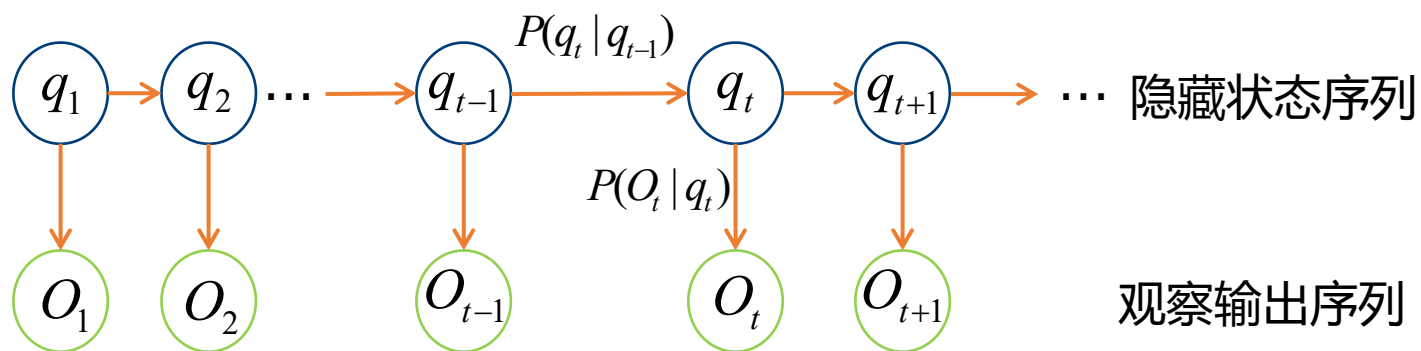 P(q_t | q_{t-1})
q_1 q_2 … q_{t-1} q_t q_{t+1} … 隐藏状态序列
P(O_t | q_t)
O_1 O_2 O_{t-1} O_t O_{t+1} 观察输出序列